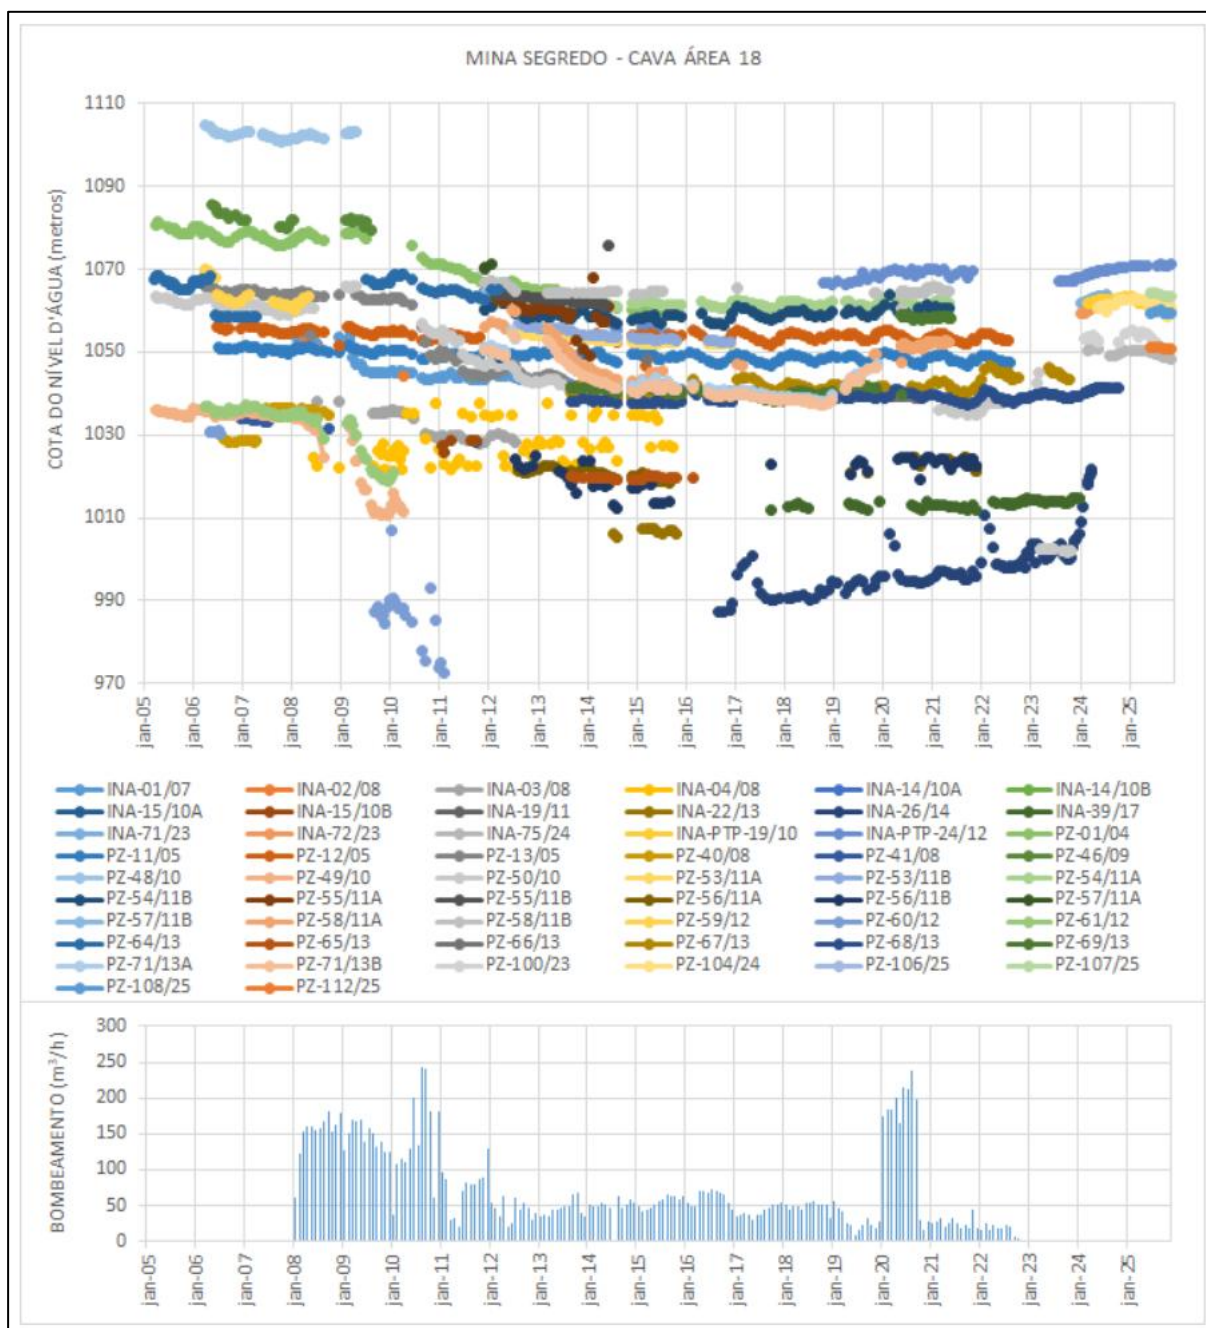 MINA SEGREDO - CAVA ÁREA 18
COTA DO NÍVEL D'ÁGUA (metros)
1110
1090
1070
1050
1030
1010
990
970
jan-05 jan-06 jan-07 jan-08 jan-09 jan-10 jan-11 jan-12 jan-13 jan-14 jan-15 jan-16 jan-17 jan-18 jan-19 jan-20 jan-21 jan-22 jan-23 jan-24 jan-25
INA-01/07 INA-02/08 INA-03/08 INA-04/08 INA-14/10A INA-14/10B
INA-15/10A INA-15/10B INA-19/11 INA-22/13 INA-26/14 INA-39/17
INA-71/23 INA-72/23 INA-75/24 INA-PTP-19/10 INA-PTP-24/12 PZ-01/04
PZ-11/05 PZ-12/05 PZ-13/05 PZ-40/08 PZ-41/08 PZ-46/09
PZ-48/10 PZ-49/10 PZ-50/10 PZ-53/11A PZ-53/11B PZ-54/11A
PZ-54/11B PZ-55/11A PZ-55/11B PZ-56/11A PZ-56/11B PZ-57/11A
PZ-57/11B PZ-58/11A PZ-58/11B PZ-59/12 PZ-60/12 PZ-61/12
PZ-64/13 PZ-65/13 PZ-66/13 PZ-67/13 PZ-68/13 PZ-69/13
PZ-71/13A PZ-71/13B PZ-100/23 PZ-104/24 PZ-106/25 PZ-107/25
PZ-108/25 PZ-112/25
BOMBEAMENTO (m³/h)
300
250
200
150
100
50
0
jan-05 jan-06 jan-07 jan-08 jan-09 jan-10 jan-11 jan-12 jan-13 jan-14 jan-15 jan-16 jan-17 jan-18 jan-19 jan-20 jan-21 jan-22 jan-23 jan-24 jan-25